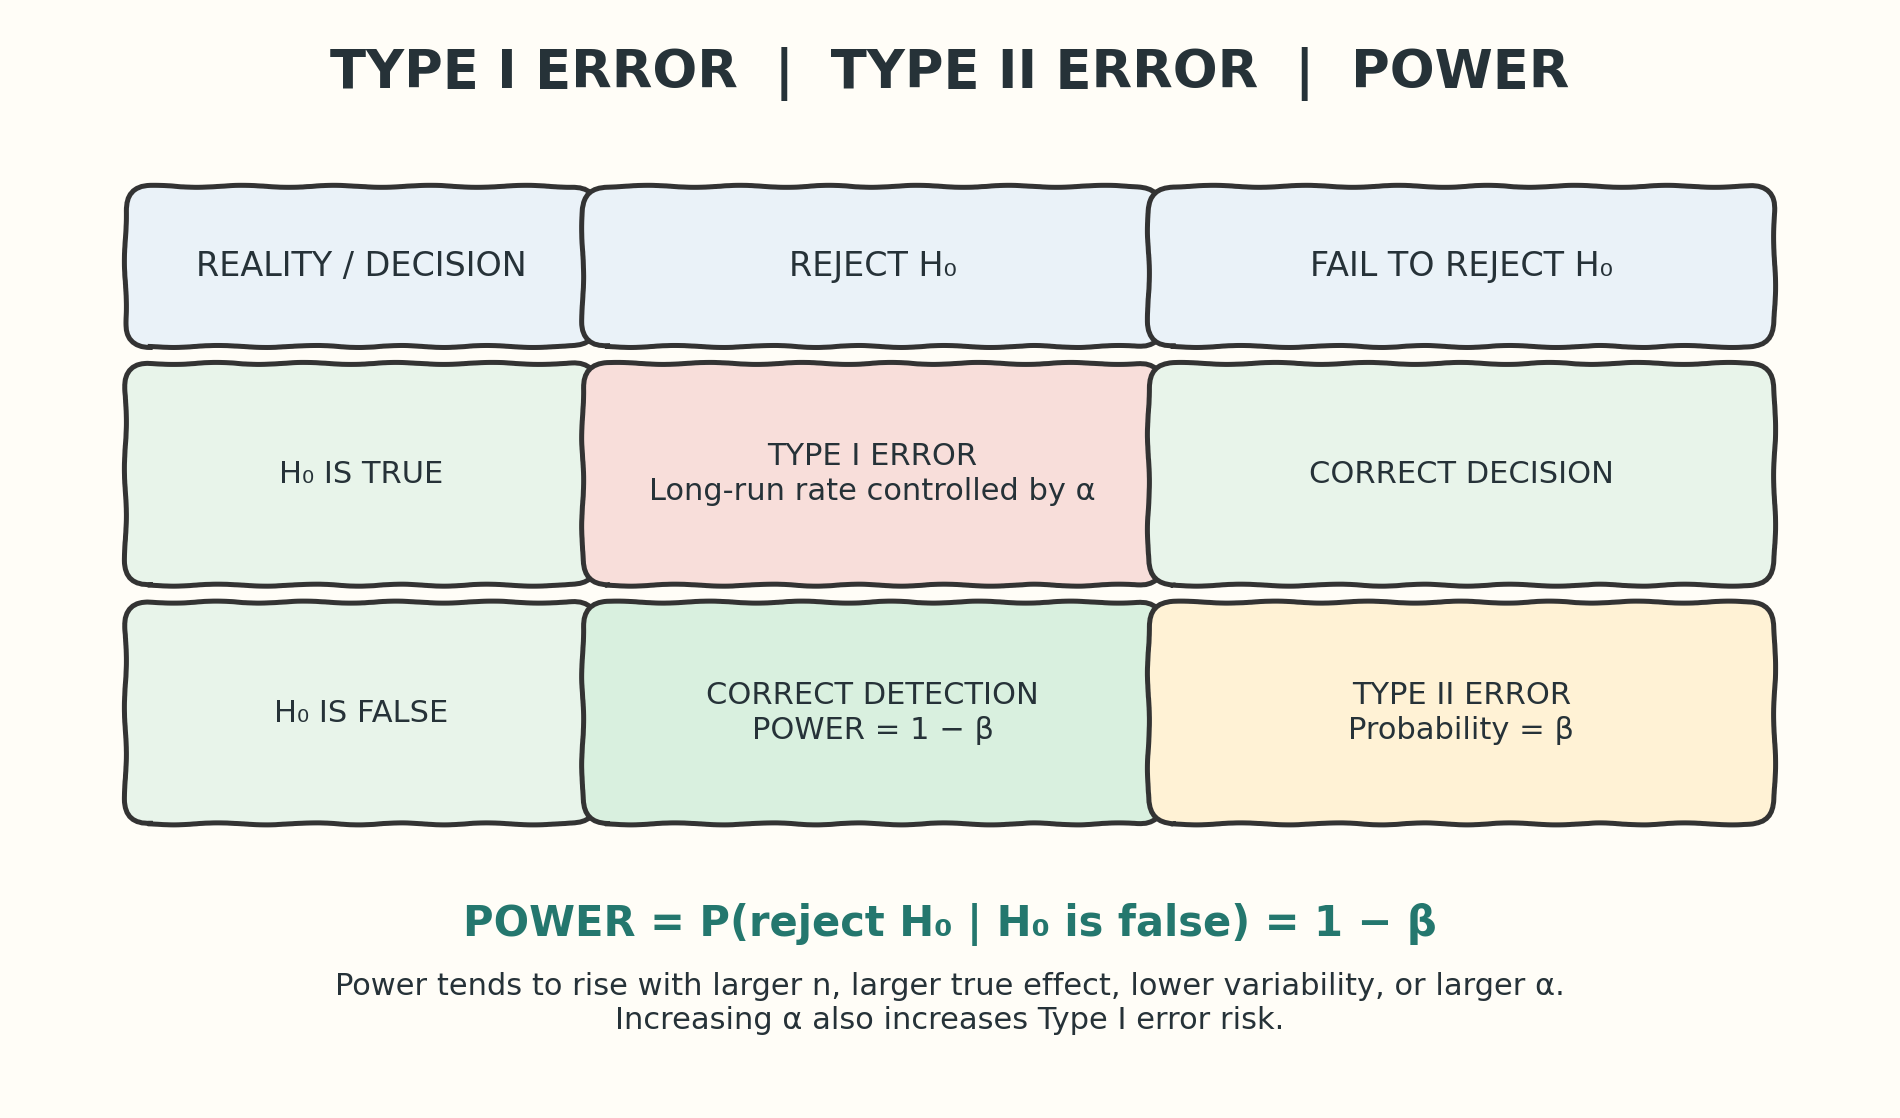 TYPE I ERROR | TYPE II ERROR | POWER
REALITY / DECISION
REJECT H₀
FAIL TO REJECT H₀
H₀ IS TRUE
TYPE I ERROR
Long-run rate controlled by α
CORRECT DECISION
H₀ IS FALSE
CORRECT DETECTION
POWER = 1 − β
TYPE II ERROR
Probability = β
POWER = P(reject H₀ | H₀ is false) = 1 − β
Power tends to rise with larger n, larger true effect, lower variability, or larger α.
Increasing α also increases Type I error risk.